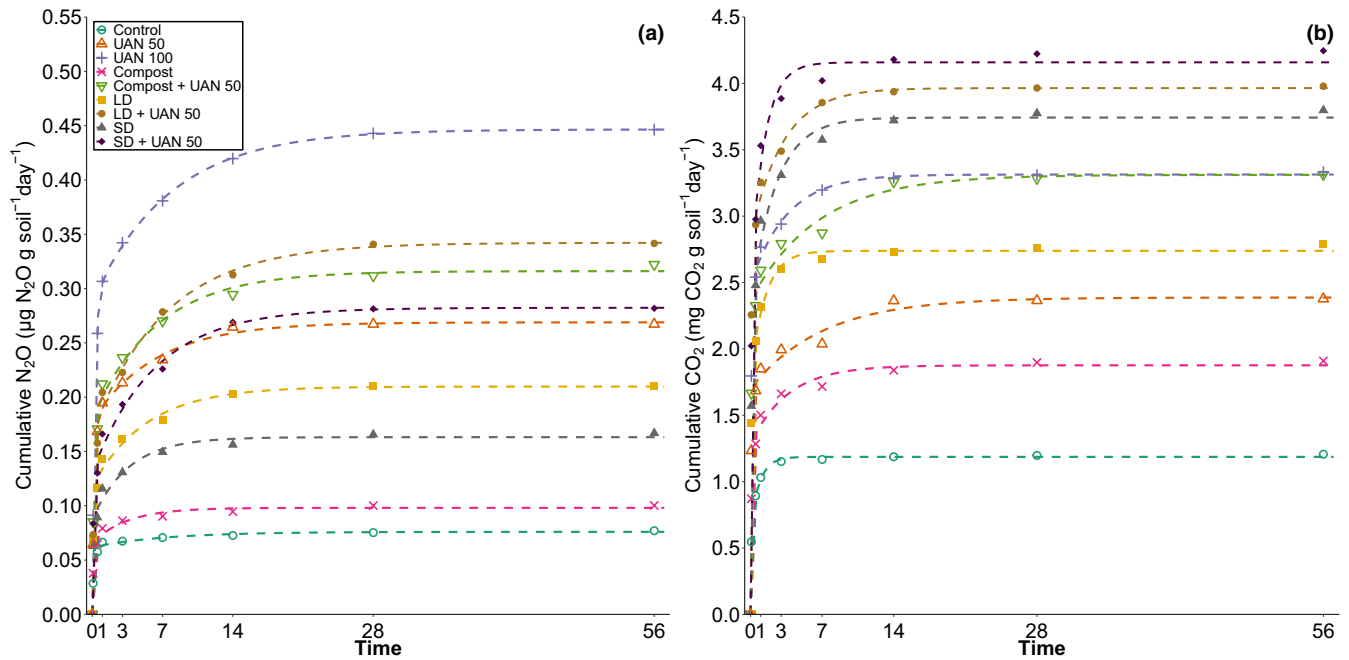 Cumulative N₂O (µg N₂O g soil⁻¹day⁻¹)
0.55
0.50
0.45
0.40
0.35
0.30
0.25
0.20
0.15
0.10
0.05
0.00
(a)
Control
UAN 50
UAN 100
Compost
Compost + UAN 50
LD
LD + UAN 50
SD
SD + UAN 50
0 1 3 7 14 28 56
Time
Cumulative CO₂ (mg CO₂ g soil⁻¹day⁻¹)
4.5
4.0
3.5
3.0
2.5
2.0
1.5
1.0
0.5
0.0
(b)
0 1 3 7 14 28 56
Time